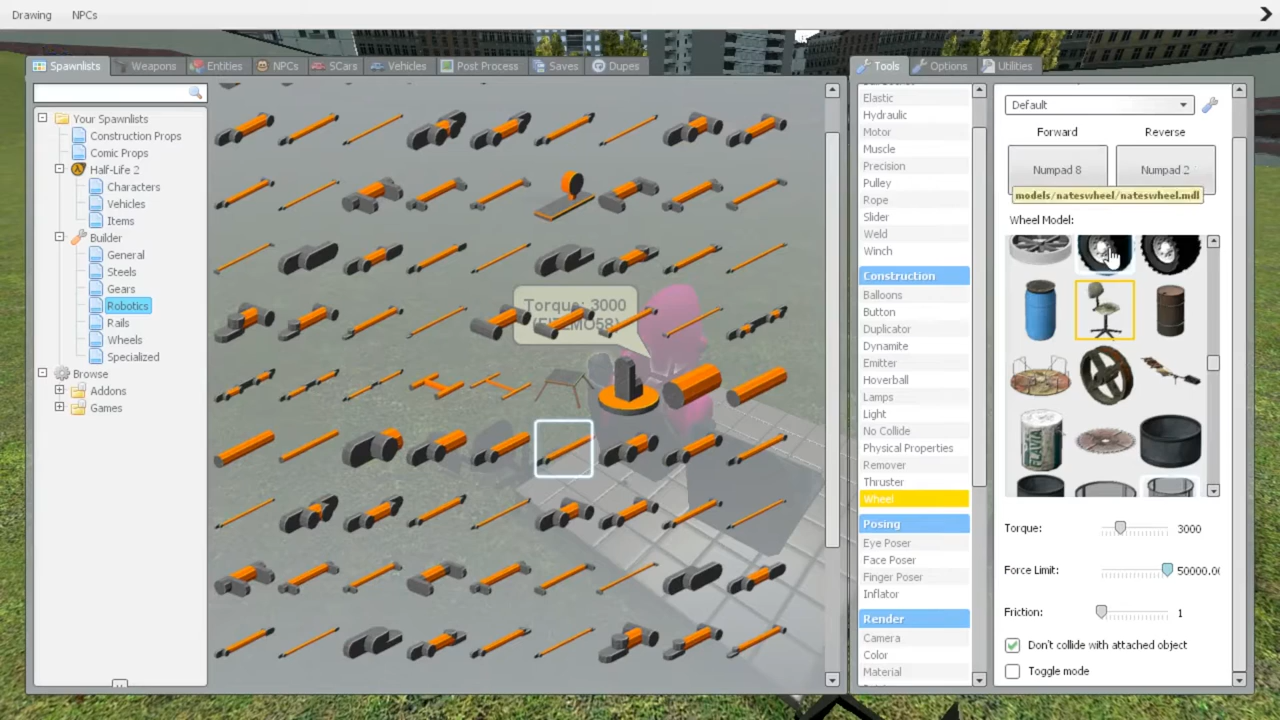 Drawing NPCs
Spawnlists Weapons Entities NPCs SCars Vehicles Post Process Saves Dupes
Your Spawnlists
Construction Props
Comic Props
Half-Life 2
Characters
Vehicles
Items
Builder
General
Steels
Gears
Robotics
Rails
Wheels
Specialized
Browse
Addons
Games
Torque: 3000
Tools Options Utilities
Elastic
Hydraulic
Motor
Muscle
Precision
Pulley
Rope
Slider
Weld
Winch
Construction
Balloons
Button
Duplicator
Dynamite
Emitter
Hoverball
Lamps
Light
No Collide
Physical Properties
Remover
Thruster
Wheel
Posing
Eye Poser
Face Poser
Finger Poser
Inflator
Render
Camera
Color
Material
Default
Forward Reverse
Numpad 8 Numpad 2
models/nateswheel/nateswheel.mdl
Wheel Model:
FLAVIA
Torque: 3000
Force Limit: 50000.0
Friction: 1
Don't collide with attached object
Toggle mode